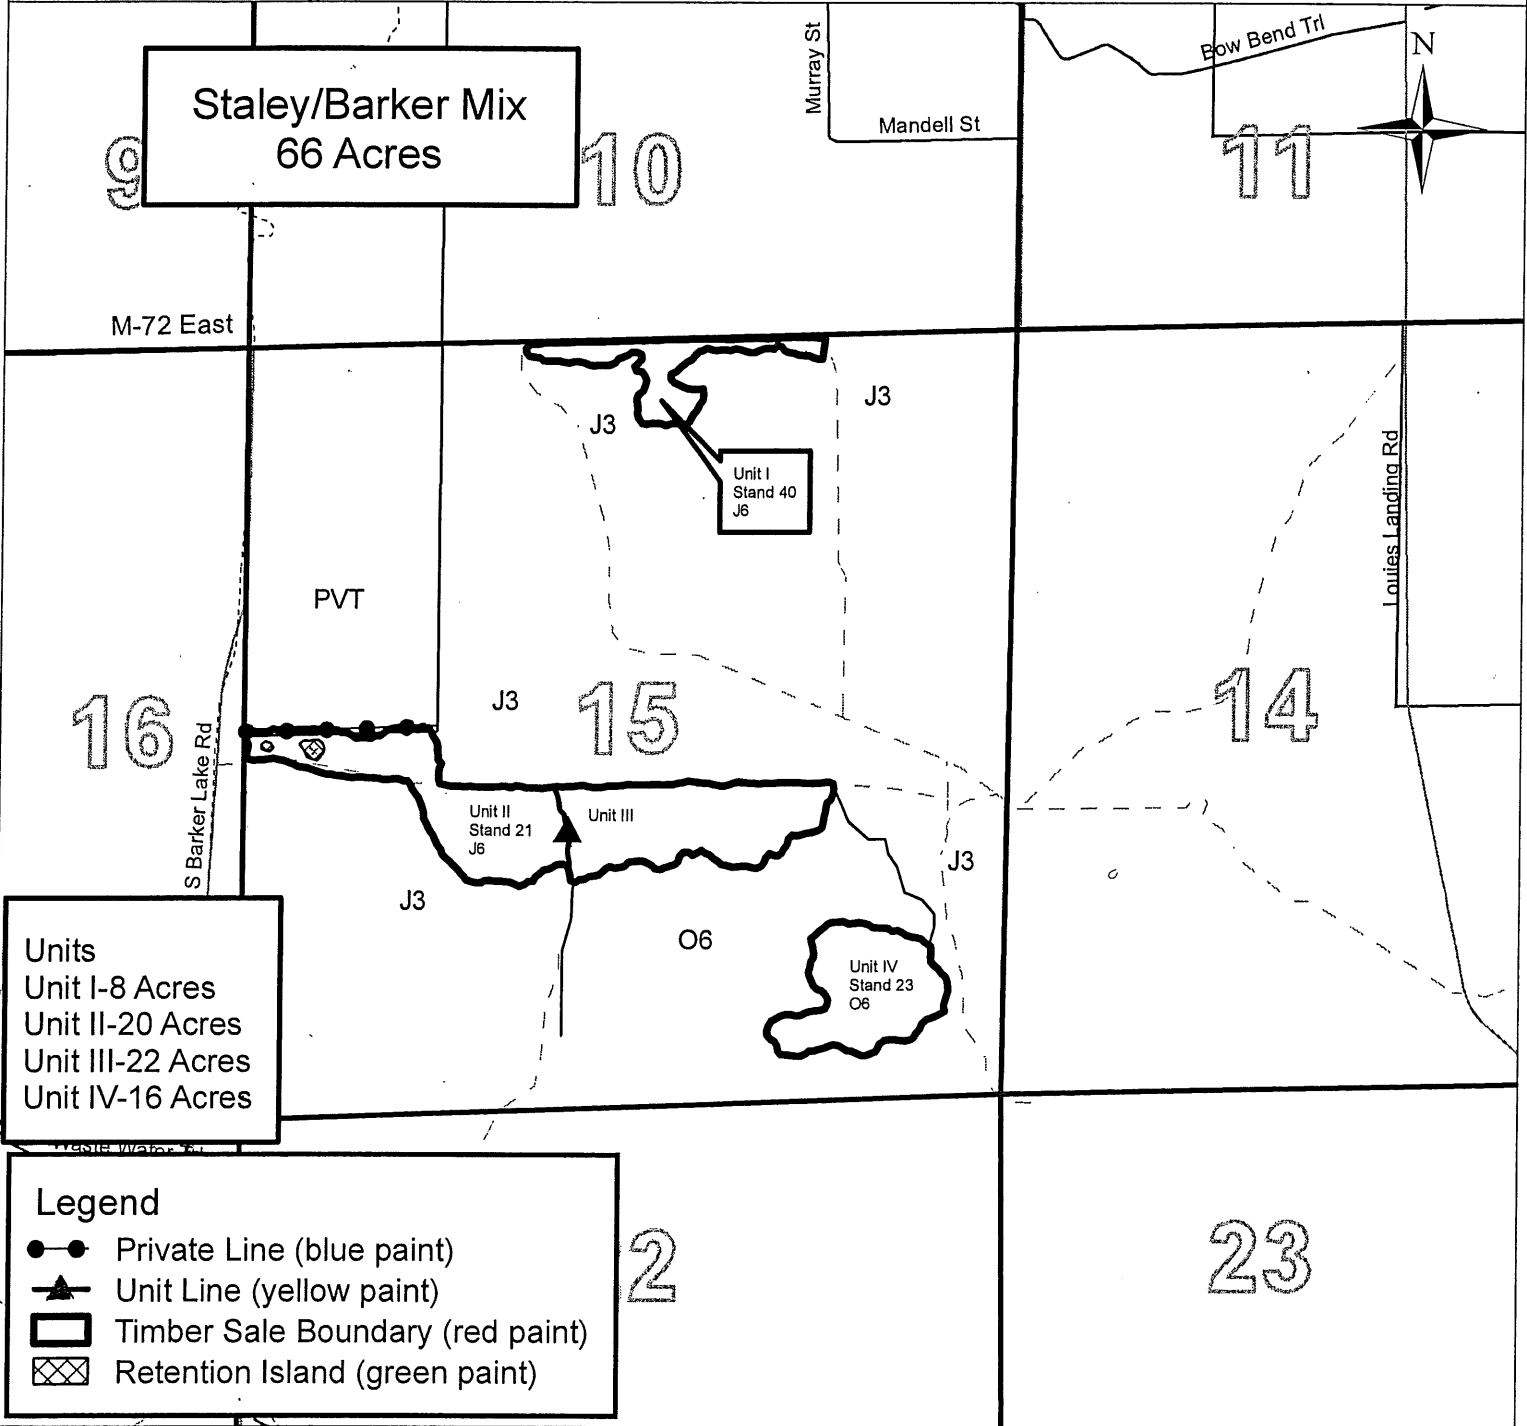 Bow Bend Trl
N
Murray St
Staley/Barker Mix
66 Acres
Mandell St
9
10
11
M-72 East
J3
J3
Unit I
Stand 40
J6
Louies Landing Rd
PVT
J3
16
15
14
S Barker Lake Rd
Unit II
Stand 21
J6
Unit III
J3
J3
O6
Unit IV
Stand 23
O6
Units
Unit I-8 Acres
Unit II-20 Acres
Unit III-22 Acres
Unit IV-16 Acres
Waste Water
Legend
Private Line (blue paint)
Unit Line (yellow paint)
Timber Sale Boundary (red paint)
Retention Island (green paint)
2
23